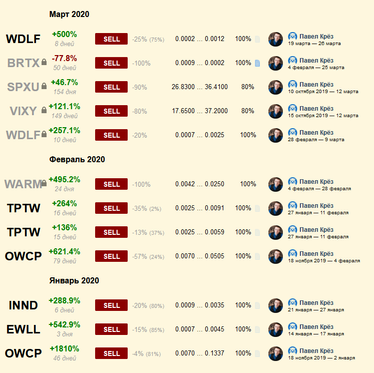 Март 2020
WDLF +500% SELL -25% (75%) 0.0002 ... 0.0012 100% Павел Крёз
8 дней 19 марта — 26 марта
BRTX -77.8% SELL -100% 0.0009 ... 0.0002 100% Павел Крёз
50 дней 4 февраля — 25 марта
SPXU +46.7% SELL -90% 26.8300 ... 36.4100 80% Павел Крёз
154 дня 10 октября 2019 — 12 марта
VIXY +121.1% SELL -80% 17.6500 ... 37.2000 80% Павел Крёз
149 дней 15 октября 2019 — 12 марта
WDLF +257.1% SELL -20% 0.0007 ... 0.0025 100% Павел Крёз
10 дней 28 февраля — 9 марта
Февраль 2020
WARM +495.2% SELL -100% 0.0042 ... 0.0250 100% Павел Крёз
24 дня 4 февраля — 28 февраля
TPTW +264% SELL -35% (2%) 0.0025 ... 0.0091 100% Павел Крёз
16 дней 27 января — 11 февраля
TPTW +136% SELL -13% (37%) 0.0025 ... 0.0059 100% Павел Крёз
15 дней 27 января — 11 февраля
OWCP +621.4% SELL -57% (24%) 0.0070 ... 0.0505 100% Павел Крёз
79 дней 18 ноября 2019 — 4 февраля
Январь 2020
INND +288.9% SELL -20% 0.0009 ... 0.0035 100% Павел Крёз
6 дней 21 января — 27 января
EWLL +542.9% SELL -15% (85%) 0.0007 ... 0.0045 100% Павел Крёз
3 дня 14 января — 17 января
OWCP +1810% SELL -4% (81%) 0.0070 ... 0.1337 100% Павел Крёз
46 дней 18 ноября 2019 — 2 января